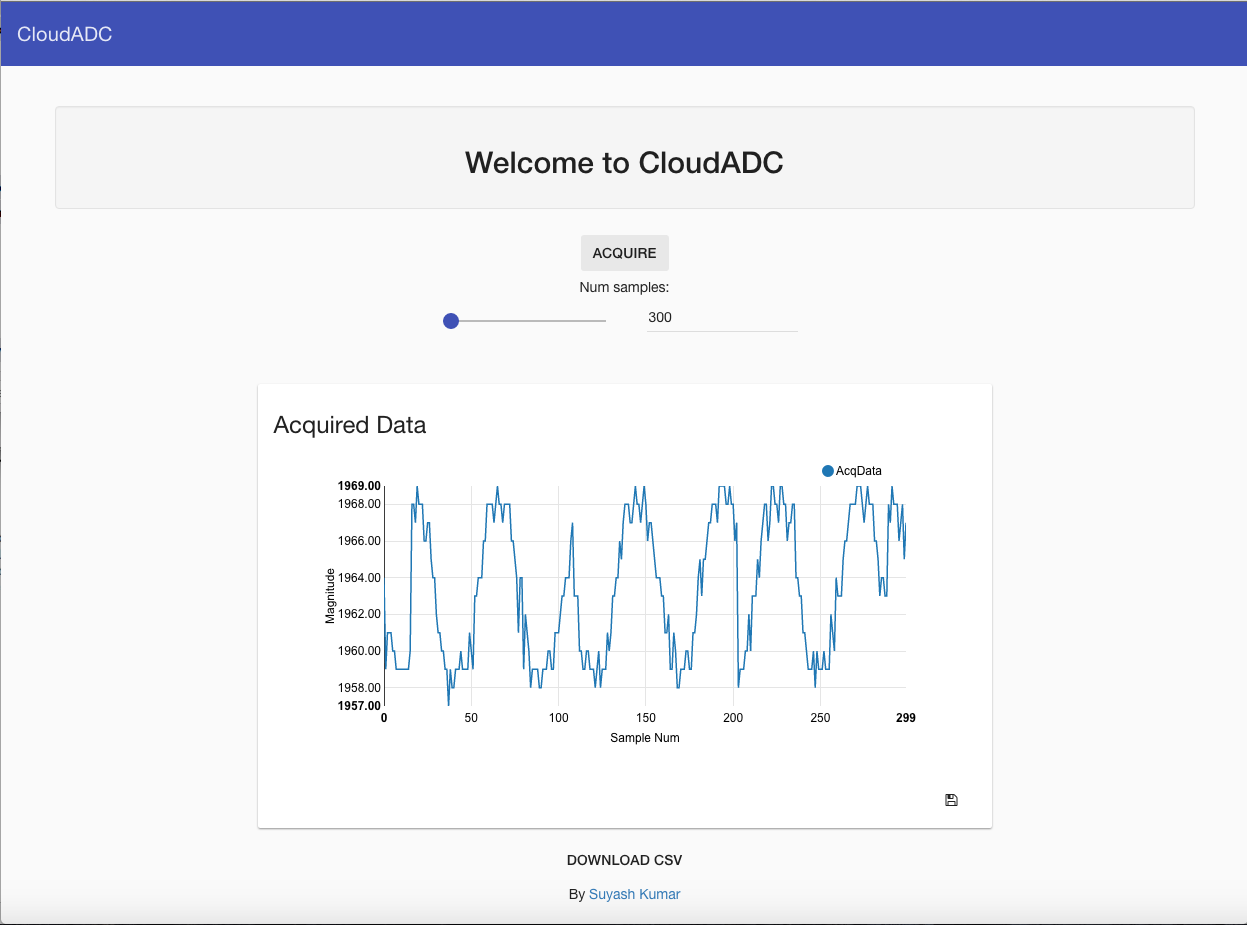 CloudADC
Welcome to CloudADC
ACQUIRE
Num samples:
300
Acquired Data
AcqData
1969.00
1968.00
1966.00
1964.00
1962.00
1960.00
1958.00
1957.00
Magnitude
0 50 100 150 200 250 299
Sample Num
DOWNLOAD CSV
By Suyash Kumar